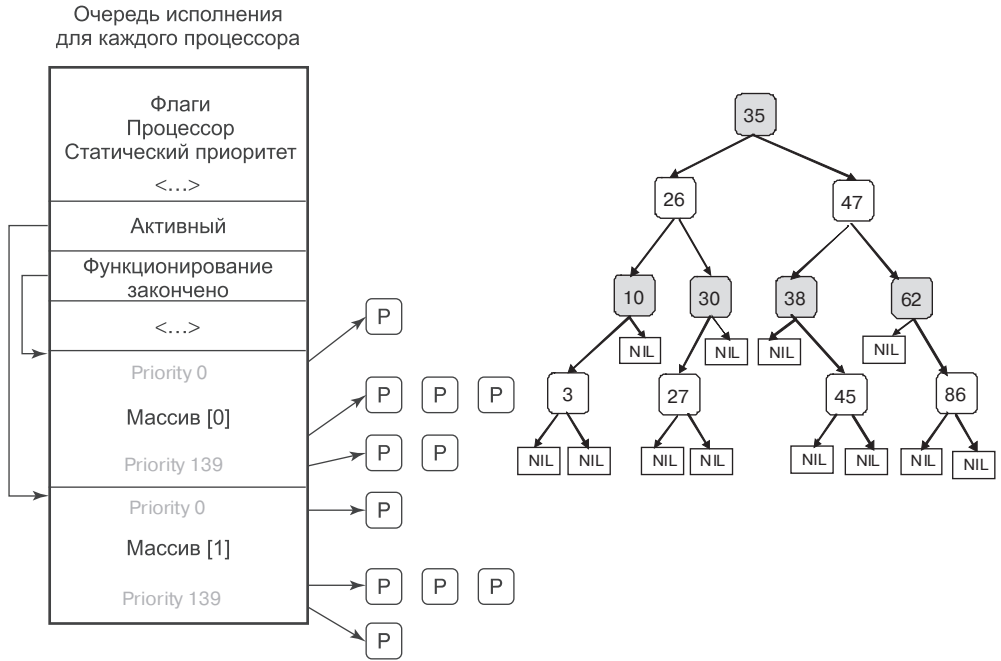 Очередь исполнения
для каждого процессора
Флаги
Процессор
Статический приоритет
<...>
Активный
Функционирование
закончено
<...>
Priority 0
Массив [0]
Priority 139
Priority 0
Массив [1]
Priority 139
P
P P P
P P
P
P P P
P
35
26 47
10 30 38 62
NIL NIL NIL NIL
3 27 45 86
NIL NIL NIL NIL NIL NIL NIL NIL